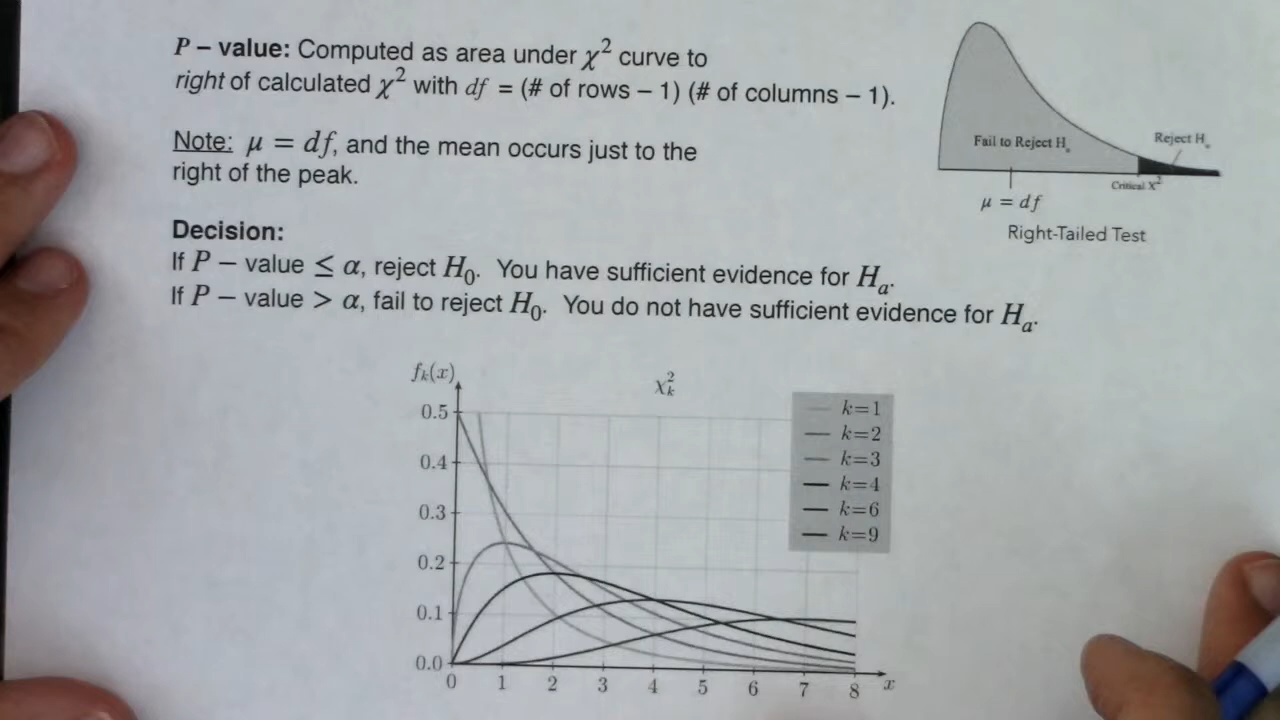 P – value: Computed as area under χ² curve to
right of calculated χ² with df = (# of rows – 1) (# of columns – 1).
Note: μ = df, and the mean occurs just to the
right of the peak.
Fail to Reject H₀
Reject H₀
Critical X²
μ = df
Right-Tailed Test
Decision:
If P – value ≤ α, reject H₀. You have sufficient evidence for Hₐ.
If P – value > α, fail to reject H₀. You do not have sufficient evidence for Hₐ.
fₖ(x)
χ²ₖ
k=1
k=2
k=3
k=4
k=6
k=9
0.5
0.4
0.3
0.2
0.1
0.0
0 1 2 3 4 5 6 7 8 x